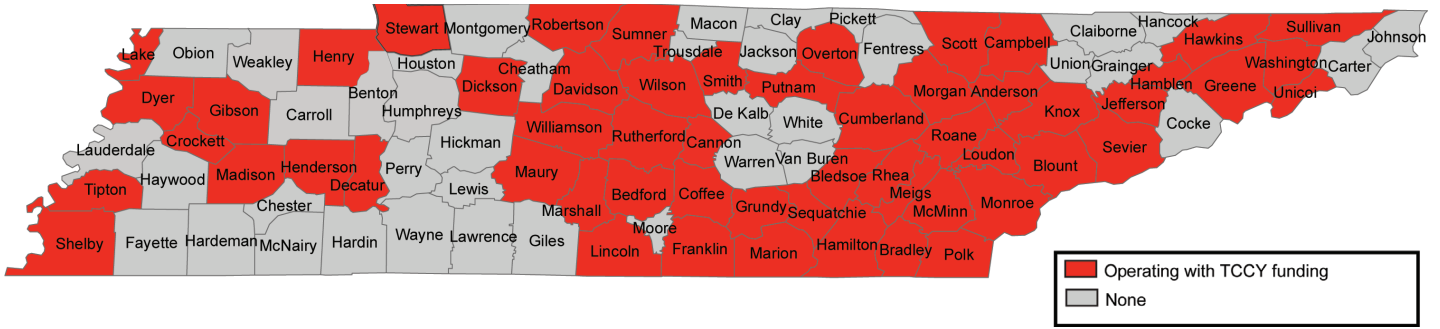 Lake
Obion
Weakley
Henry
Stewart
Montgomery
Robertson
Sumner
Macon
Clay
Pickett
Scott
Campbell
Claiborne
Hancock
Hawkins
Sullivan
Johnson
Houston
Dickson
Cheatham
Davidson
Wilson
Trousdale
Smith
Jackson
Putnam
Overton
Fentress
Morgan
Anderson
Union
Grainger
Hamblen
Jefferson
Greene
Washington
Unicoi
Carter
Dyer
Gibson
Carroll
Benton
Humphreys
Crockett
Lauderdale
Haywood
Madison
Henderson
Decatur
Perry
Hickman
Lewis
Williamson
Maury
Rutherford
Cannon
De Kalb
White
Warren
Van Buren
Cumberland
Bledsoe
Rhea
Roane
Loudon
Knox
Blount
Sevier
Cocke
Tipton
Shelby
Fayette
Hardeman
Chester
McNairy
Hardin
Wayne
Lawrence
Giles
Marshall
Bedford
Moore
Lincoln
Coffee
Franklin
Grundy
Sequatchie
Marion
Hamilton
Meigs
McMinn
Bradley
Polk
Monroe
Operating with TCCY funding
None